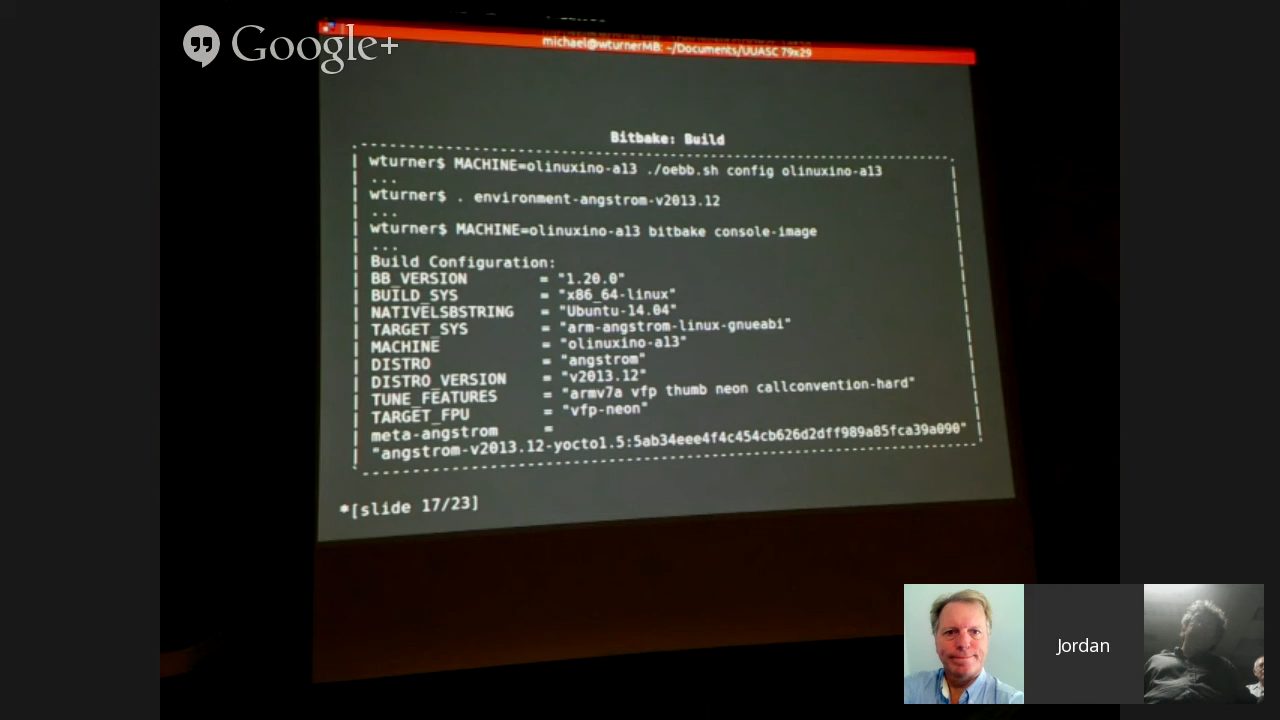 Google+
michael@wturnerMB: ~/Documents/UUASC 79x29
Bitbake: Build
wturner$ MACHINE=olinuxino-a13 ./oebb.sh config olinuxino-a13
...
wturner$ . environment-angstrom-v2013.12
...
wturner$ MACHINE=olinuxino-a13 bitbake console-image
...
Build Configuration:
BB_VERSION = "1.20.0"
BUILD_SYS = "x86_64-linux"
NATIVELSBSTRING = "Ubuntu-14.04"
TARGET_SYS = "arm-angstrom-linux-gnueabi"
MACHINE = "olinuxino-a13"
DISTRO = "angstrom"
DISTRO_VERSION = "v2013.12"
TUNE_FEATURES = "armv7a vfp thumb neon callconvention-hard"
TARGET_FPU = "vfp-neon"
meta-angstrom =
"angstrom-v2013.12-yocto1.5:5ab34eee4f4c454cb626d2dff989a85fca39a090"
*[slide 17/23]
Jordan